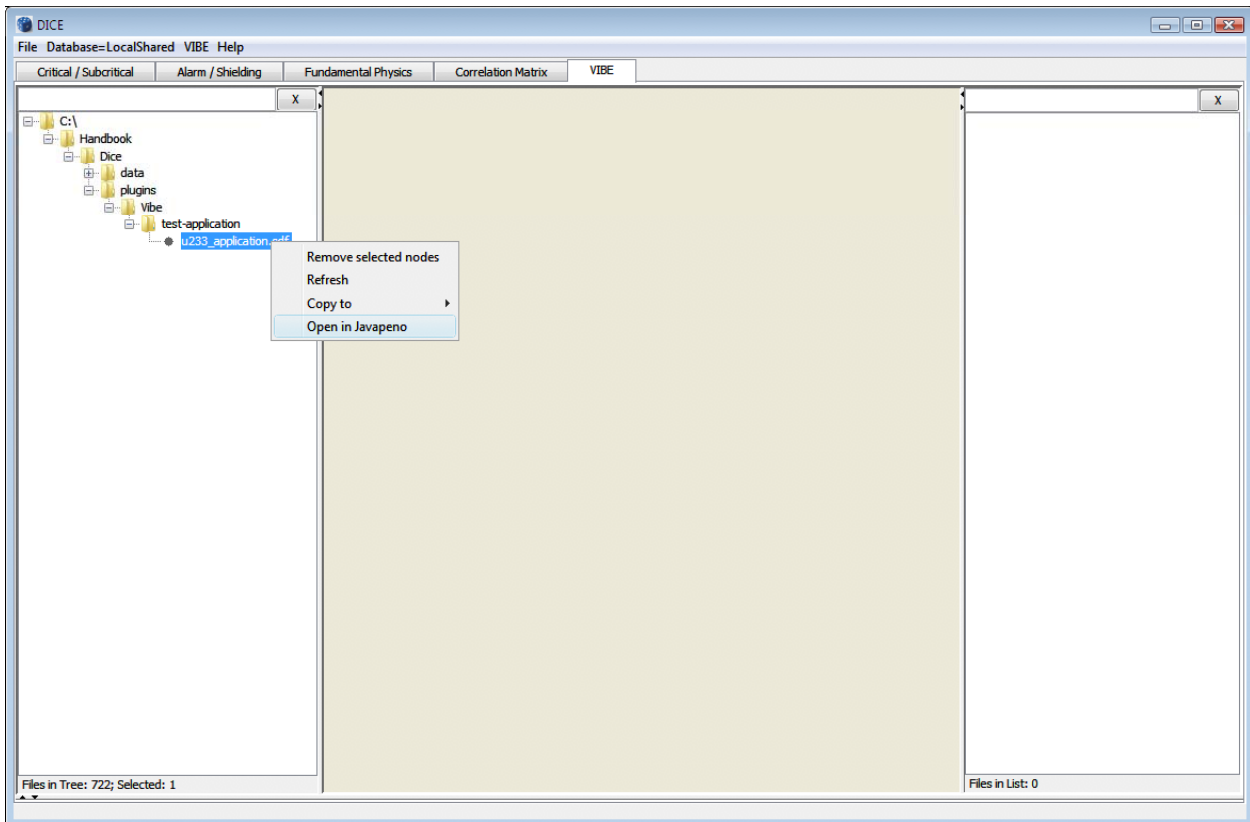 DICE
File Database=LocalShared VIBE Help
Critical / Subcritical Alarm / Shielding Fundamental Physics Correlation Matrix VIBE
X X
C:\
Handbook
Dice
data
plugins
Vibe
test-application
u233_application.sdf
Remove selected nodes
Refresh
Copy to
Open in Javapeno
Files in Tree: 722; Selected: 1 Files in List: 0